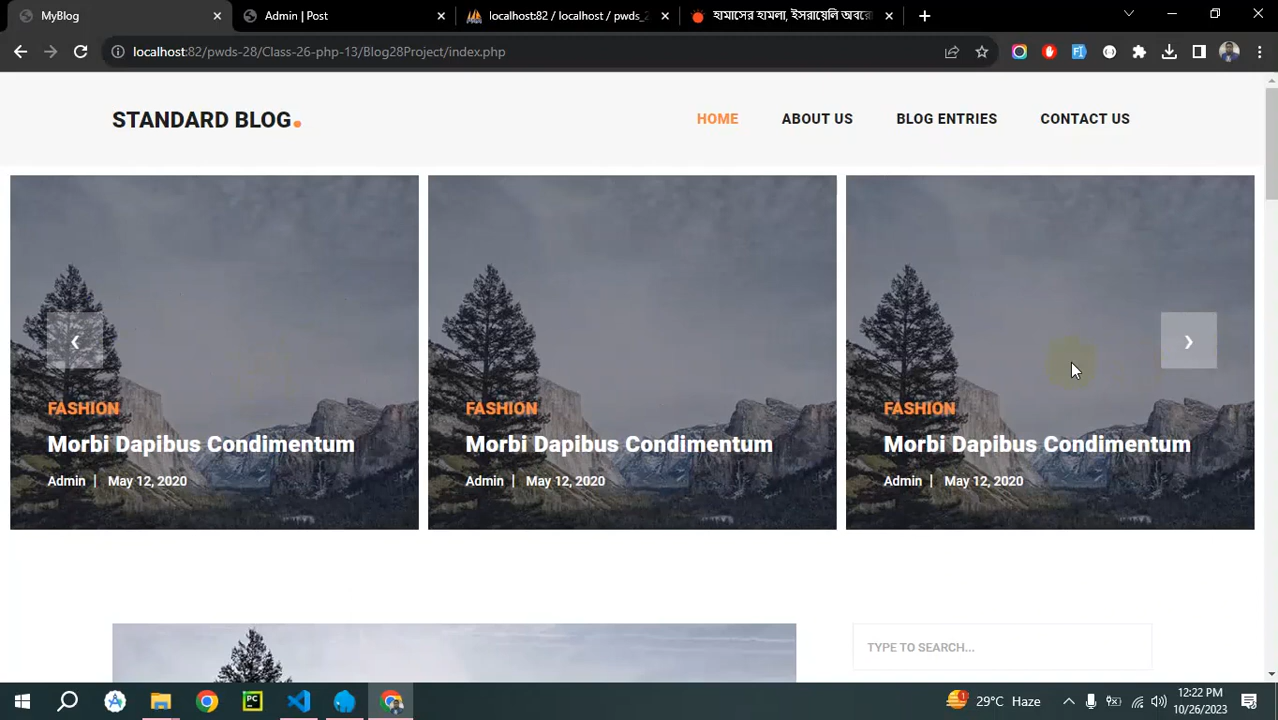 MyBlog
Admin | Post
localhost:82 / localhost / pwds_2
হামাসের হামলা, ইসরায়েলি অবরো
localhost:82/pwds-28/Class-26-php-13/Blog28Project/index.php
STANDARD BLOG.
HOME
ABOUT US
BLOG ENTRIES
CONTACT US
FASHION
Morbi Dapibus Condimentum
Admin | May 12, 2020
FASHION
Morbi Dapibus Condimentum
Admin | May 12, 2020
FASHION
Morbi Dapibus Condimentum
Admin | May 12, 2020
TYPE TO SEARCH...
29°C Haze
12:22 PM
10/26/2023